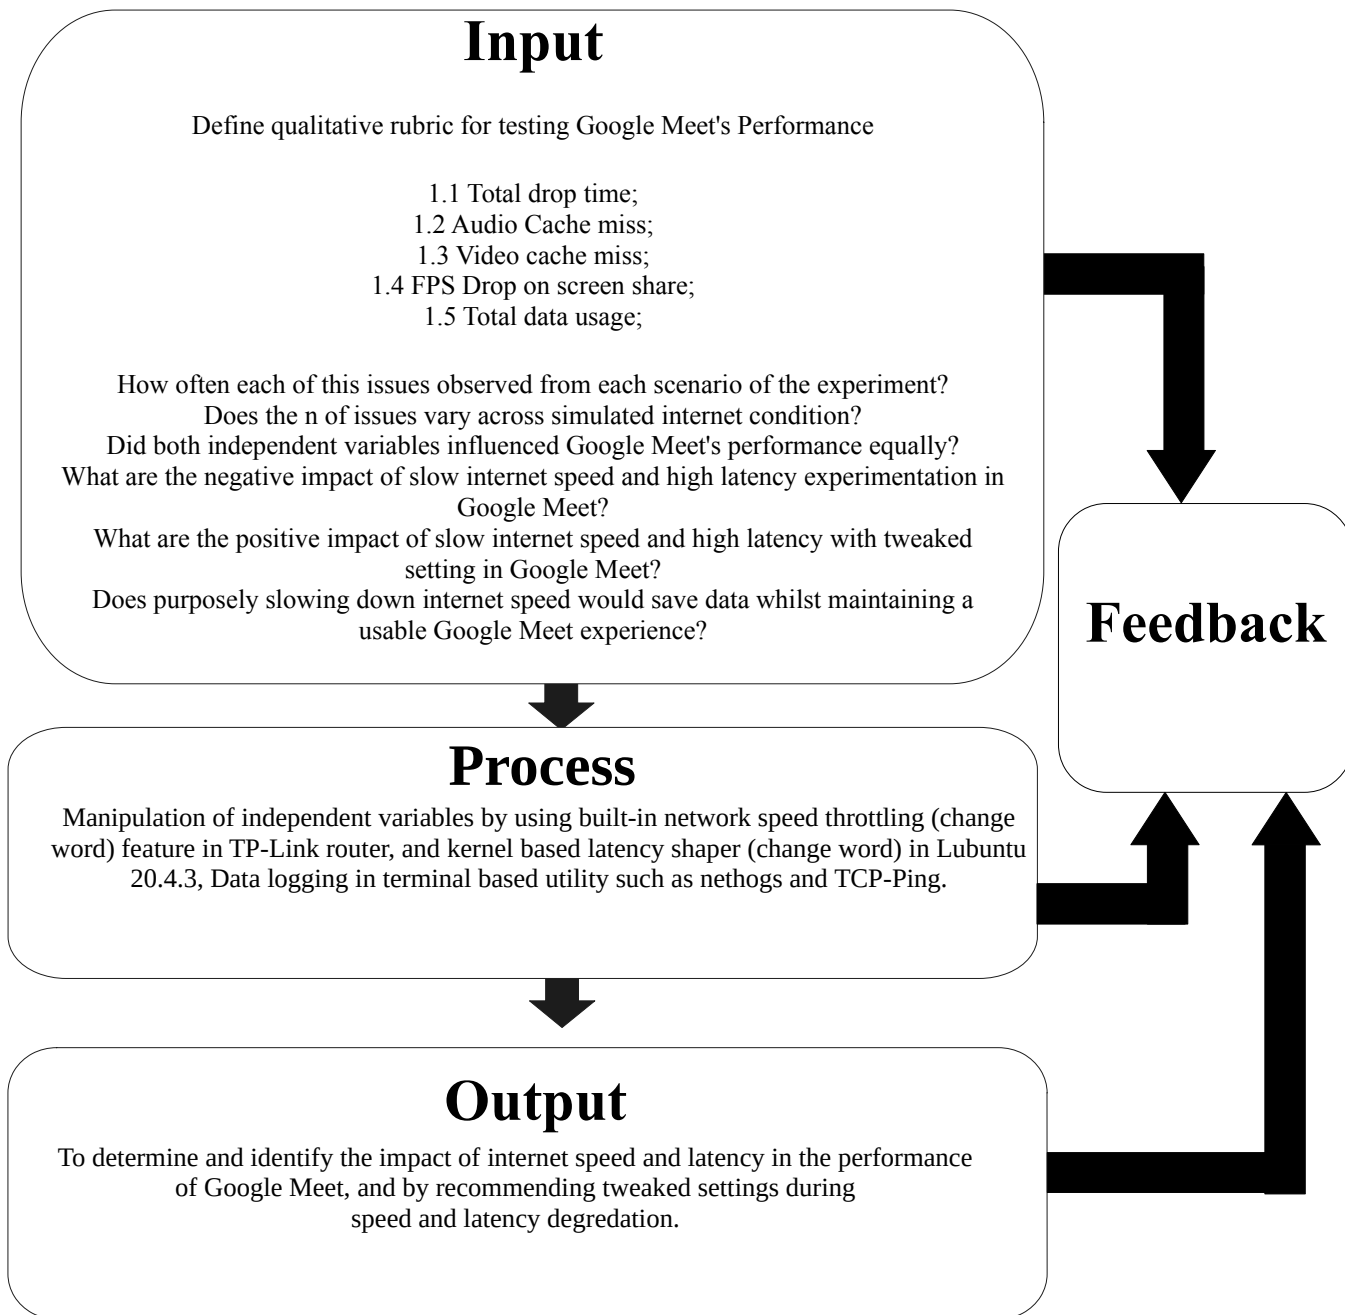 Input
Define qualitative rubric for testing Google Meet's Performance
1.1 Total drop time;
1.2 Audio Cache miss;
1.3 Video cache miss;
1.4 FPS Drop on screen share;
1.5 Total data usage;
How often each of this issues observed from each scenario of the experiment?
Does the n of issues vary across simulated internet condition?
Did both independent variables influenced Google Meet's performance equally?
What are the negative impact of slow internet speed and high latency experimentation in
Google Meet?
What are the positive impact of slow internet speed and high latency with tweaked
setting in Google Meet?
Does purposely slowing down internet speed would save data whilst maintaining a
usable Google Meet experience?
Feedback
Process
Manipulation of independent variables by using built-in network speed throttling (change
word) feature in TP-Link router, and kernel based latency shaper (change word) in Lubuntu
20.4.3, Data logging in terminal based utility such as nethogs and TCP-Ping.
Output
To determine and identify the impact of internet speed and latency in the performance
of Google Meet, and by recommending tweaked settings during
speed and latency degredation.